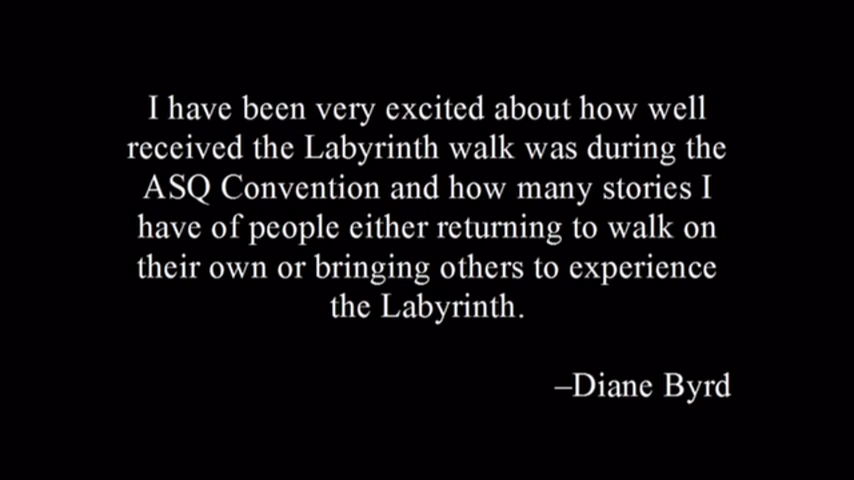 I have been very excited about how well
received the Labyrinth walk was during the
ASQ Convention and how many stories I
have of people either returning to walk on
their own or bringing others to experience
the Labyrinth.
–Diane Byrd